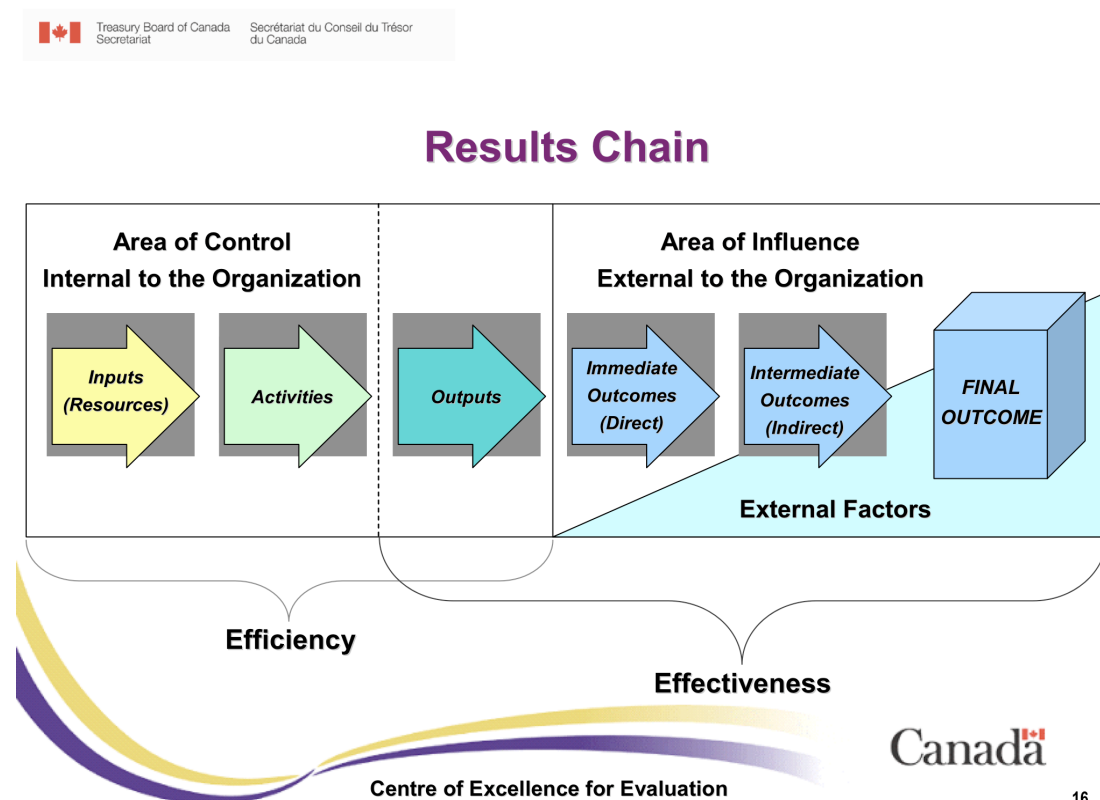 Treasury Board of Canada
Secretariat
Secrétariat du Conseil du Trésor
du Canada
Results Chain
Area of Control
Internal to the Organization
Area of Influence
External to the Organization
Inputs
(Resources)
Activities
Outputs
Immediate
Outcomes
(Direct)
Intermediate
Outcomes
(Indirect)
FINAL
OUTCOME
External Factors
Efficiency
Effectiveness
Canada
Centre of Excellence for Evaluation
16